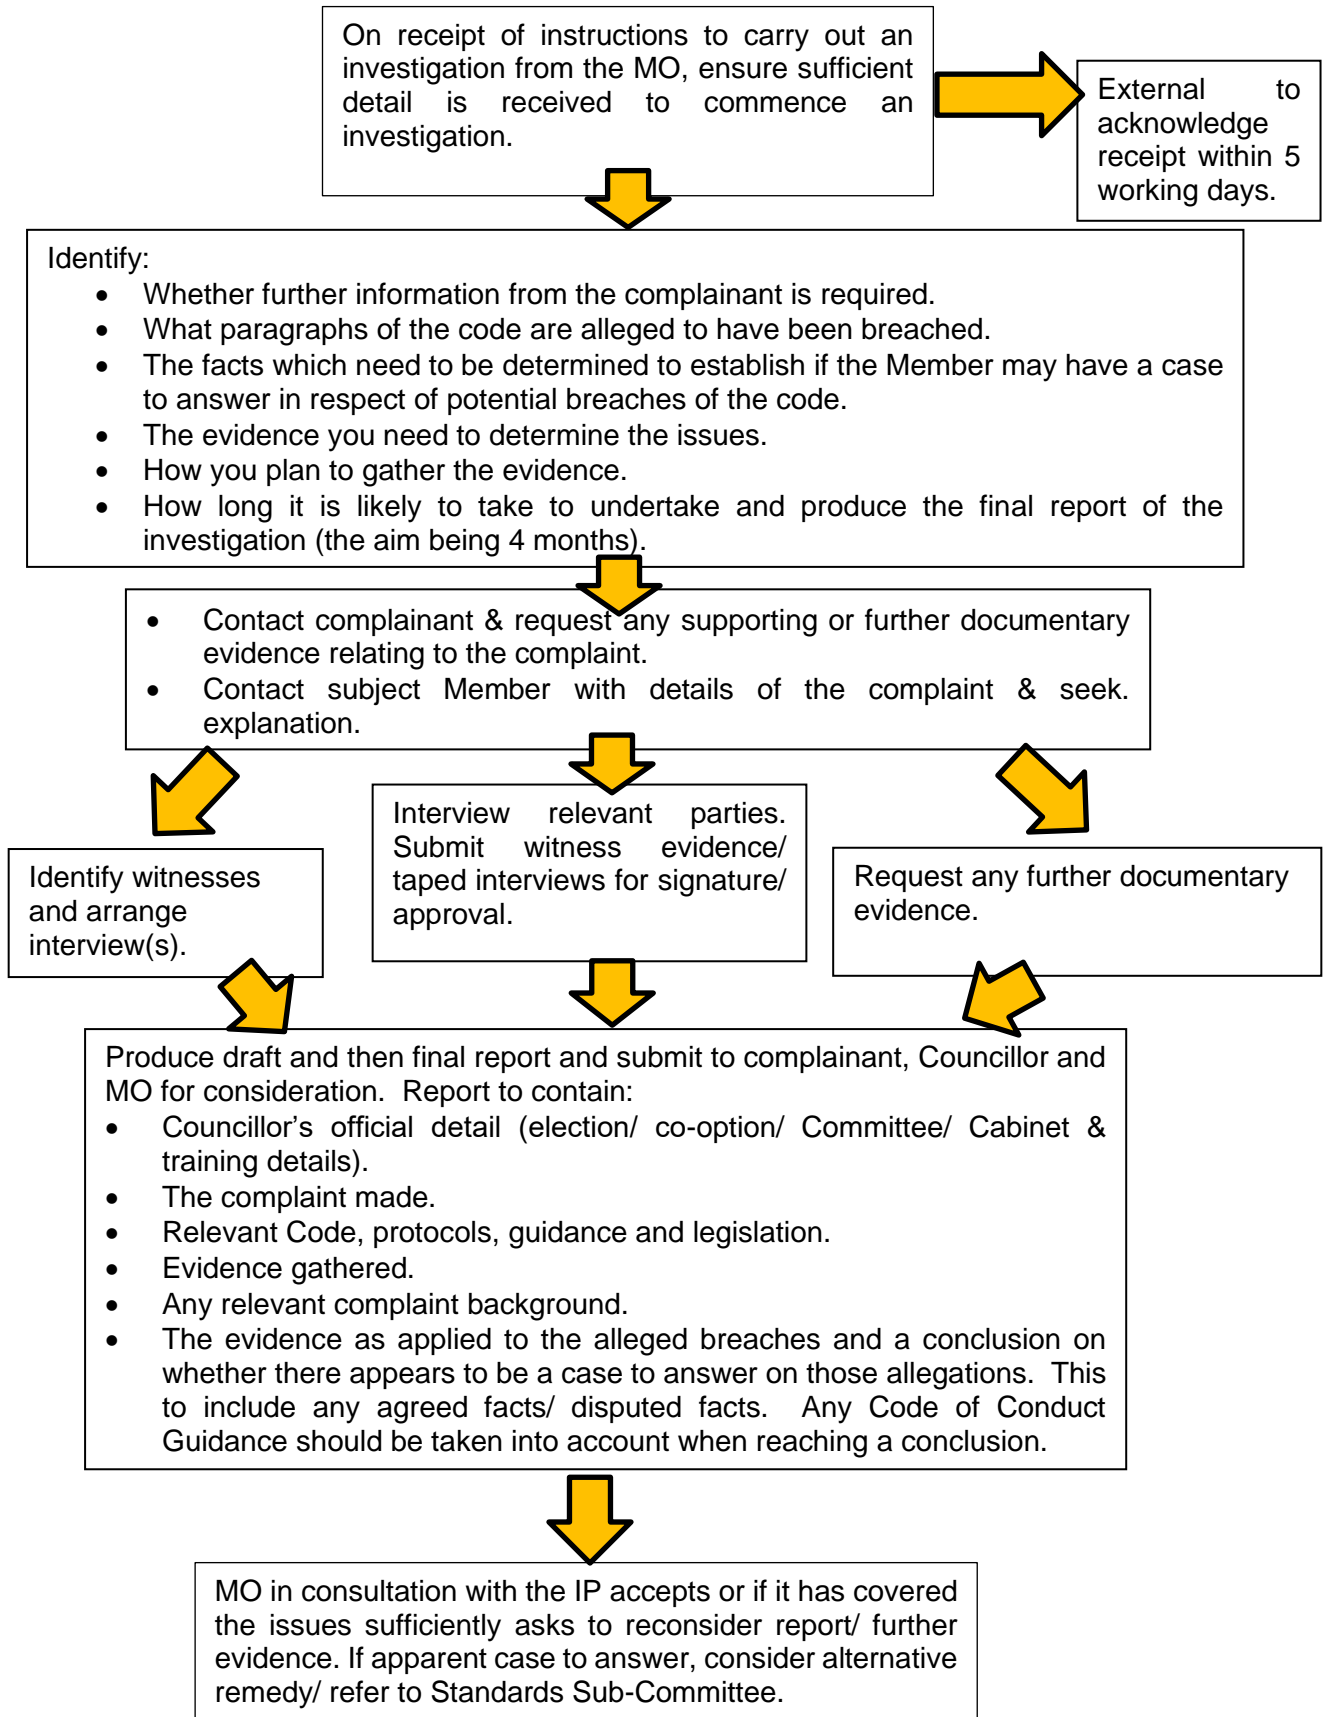 On receipt of instructions to carry out an
investigation from the MO, ensure sufficient
detail is received to commence an
investigation.
External to
acknowledge
receipt within 5
working days.
Identify:
• Whether further information from the complainant is required.
• What paragraphs of the code are alleged to have been breached.
• The facts which need to be determined to establish if the Member may have a case
to answer in respect of potential breaches of the code.
• The evidence you need to determine the issues.
• How you plan to gather the evidence.
• How long it is likely to take to undertake and produce the final report of the
investigation (the aim being 4 months).
• Contact complainant & request any supporting or further documentary
evidence relating to the complaint.
• Contact subject Member with details of the complaint & seek.
explanation.
Identify witnesses
and arrange
interview(s).
Interview relevant parties.
Submit witness evidence/
taped interviews for signature/
approval.
Request any further documentary
evidence.
Produce draft and then final report and submit to complainant, Councillor and
MO for consideration. Report to contain:
• Councillor’s official detail (election/ co-option/ Committee/ Cabinet &
training details).
• The complaint made.
• Relevant Code, protocols, guidance and legislation.
• Evidence gathered.
• Any relevant complaint background.
• The evidence as applied to the alleged breaches and a conclusion on
whether there appears to be a case to answer on those allegations. This
to include any agreed facts/ disputed facts. Any Code of Conduct
Guidance should be taken into account when reaching a conclusion.
MO in consultation with the IP accepts or if it has covered
the issues sufficiently asks to reconsider report/ further
evidence. If apparent case to answer, consider alternative
remedy/ refer to Standards Sub-Committee.